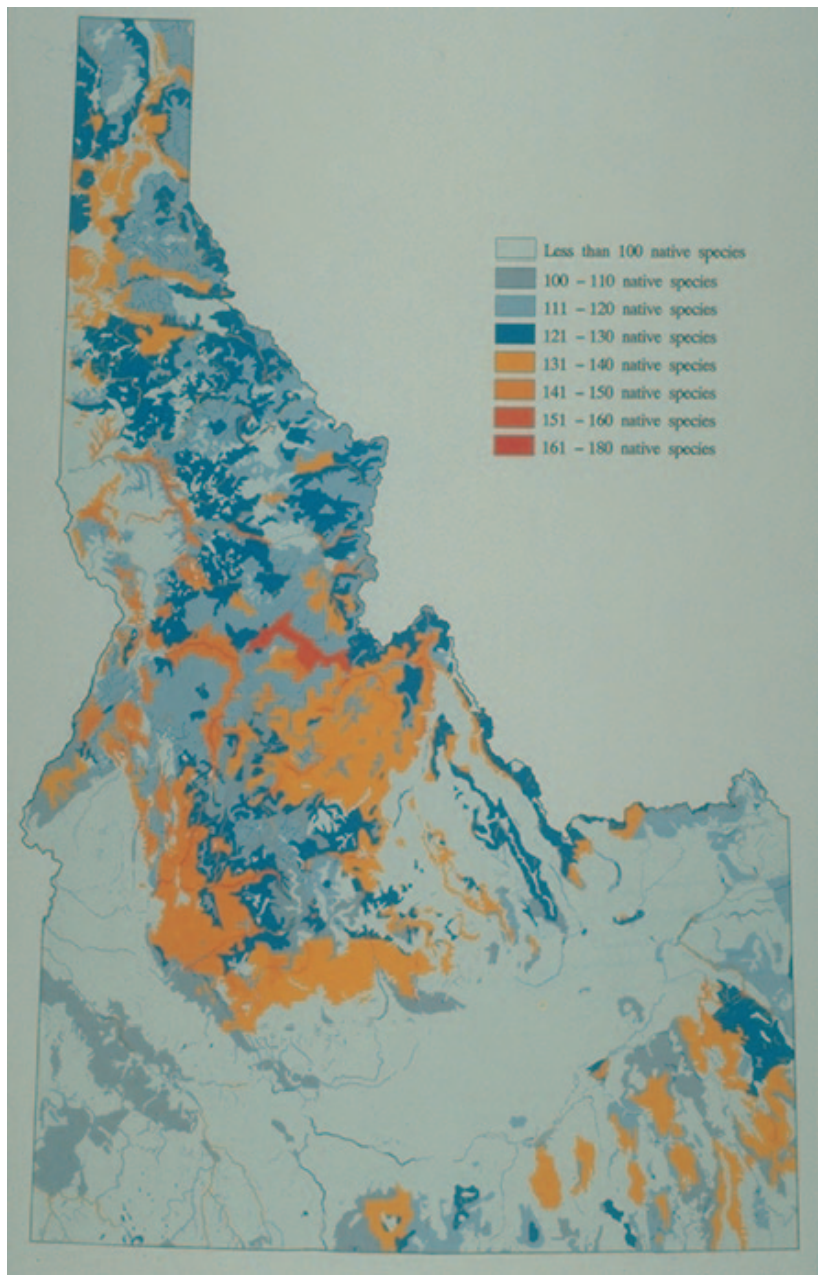 Less than 100 native species
100 - 110 native species
111 - 120 native species
121 - 130 native species
131 - 140 native species
141 - 150 native species
151 - 160 native species
161 - 180 native species